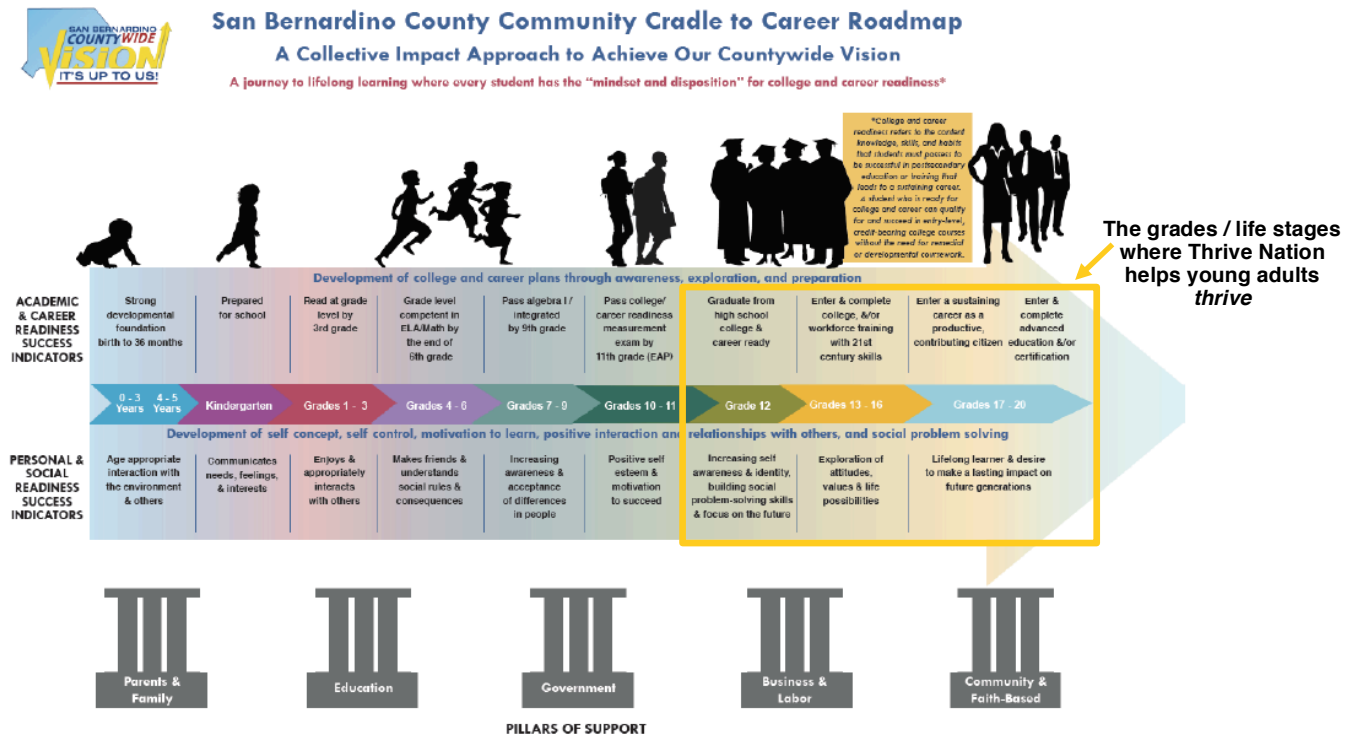 SAN BERNARDINO
COUNTYWIDE
VISION
IT'S UP TO US!
San Bernardino County Community Cradle to Career Roadmap
A Collective Impact Approach to Achieve Our Countywide Vision
A journey to lifelong learning where every student has the "mindset and disposition" for college and career readiness*
*College and career
readiness refers to the content
knowledge, skills, and habits
that students must possess to
be successful in postsecondary
education or training that
leads to a sustaining career.
A student who is ready for
college and career can qualify
for and succeed in entry-level,
credit-bearing college courses
without the need for remedial
or developmental coursework.
The grades / life stages
where Thrive Nation
helps young adults
thrive
Development of college and career plans through awareness, exploration, and preparation
ACADEMIC
& CAREER
READINESS
SUCCESS
INDICATORS
Strong
developmental
foundation
birth to 36 months
Prepared
for school
Read at grade
level by
3rd grade
Grade level
competent in
ELA/Math by
the end of
6th grade
Pass algebra I /
integrated
by 9th grade
Pass college/
career readiness
measurement
exam by
11th grade (EAP)
Graduate from
high school
college &
career ready
Enter & complete
college, &/or
workforce training
with 21st
century skills
Enter a sustaining
career as a
productive,
contributing citizen
Enter &
complete
advanced
education &/or
certification
0 - 3
Years
4 - 5
Years
Kindergarten
Grades 1 - 3
Grades 4 - 6
Grades 7 - 9
Grades 10 - 11
Grade 12
Grades 13 - 16
Grades 17 - 20
Development of self concept, self control, motivation to learn, positive interaction and relationships with others, and social problem solving
PERSONAL &
SOCIAL
READINESS
SUCCESS
INDICATORS
Age appropriate
interaction with
the environment
& others
Communicates
needs, feelings,
& interests
Enjoys &
appropriately
interacts
with others
Makes friends &
understands
social rules &
consequences
Increasing
awareness &
acceptance
of differences
in people
Positive self
esteem &
motivation
to succeed
Increasing self
awareness & identity,
building social
problem-solving skills
& focus on the future
Exploration of
attitudes,
values & life
possibilities
Lifelong learner & desire
to make a lasting impact on
future generations
Parents &
Family
Education
Government
Business &
Labor
Community &
Faith-Based
PILLARS OF SUPPORT